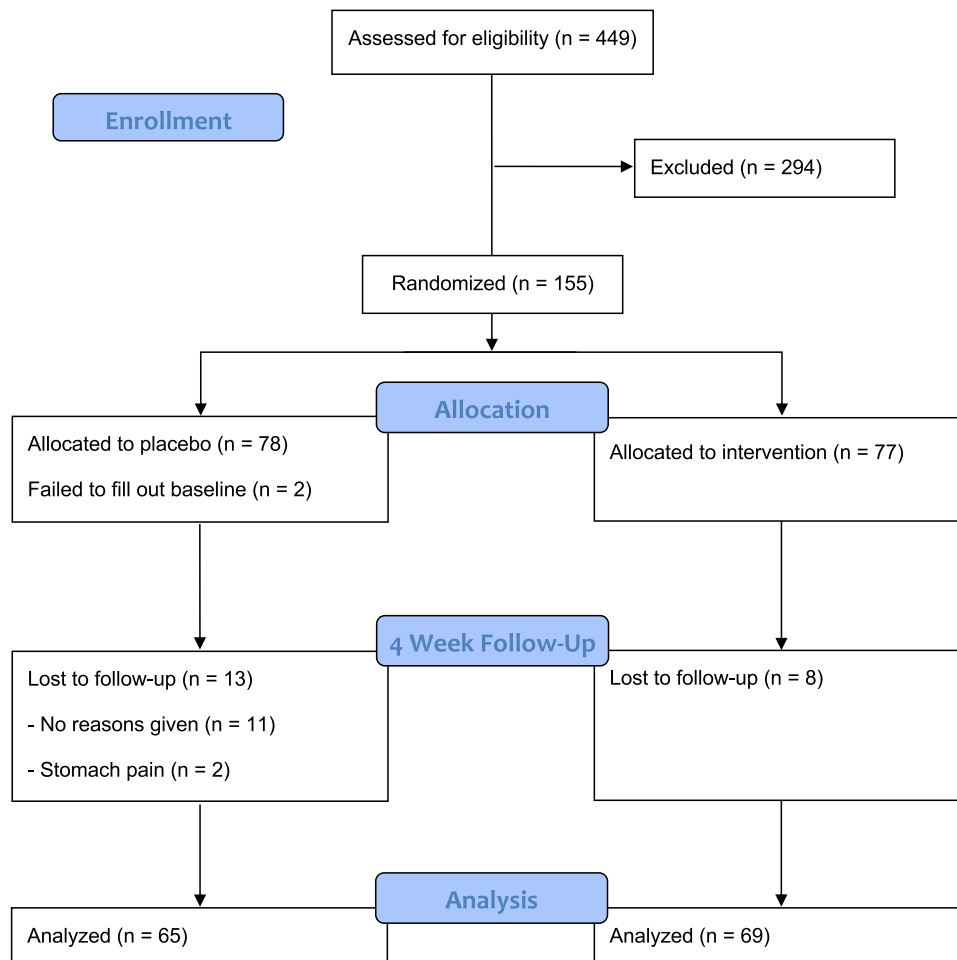 Assessed for eligibility (n = 449)
Enrollment
Excluded (n = 294)
Randomized (n = 155)
Allocation
Allocated to placebo (n = 78)
Failed to fill out baseline (n = 2)
Allocated to intervention (n = 77)
4 Week Follow-Up
Lost to follow-up (n = 13)
- No reasons given (n = 11)
- Stomach pain (n = 2)
Lost to follow-up (n = 8)
Analysis
Analyzed (n = 65)
Analyzed (n = 69)